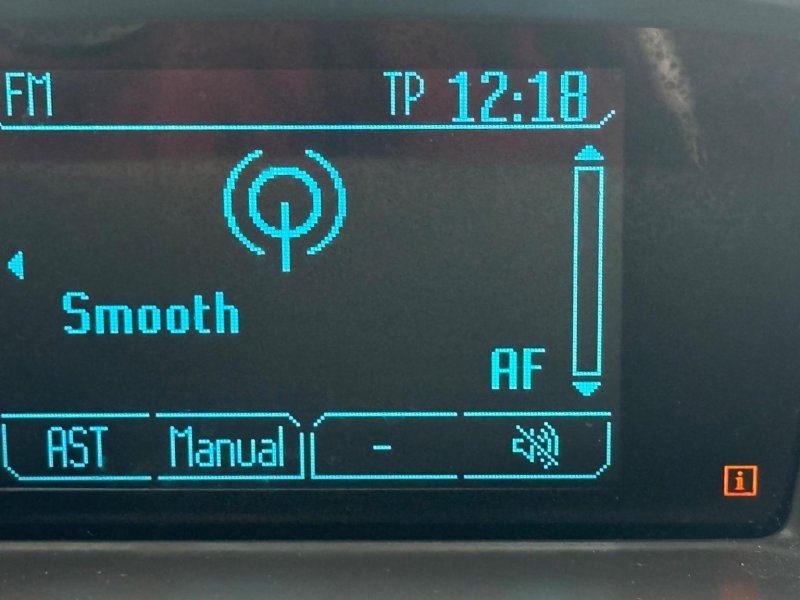 FM TP 12:18
Smooth
AF
AST Manual -
i